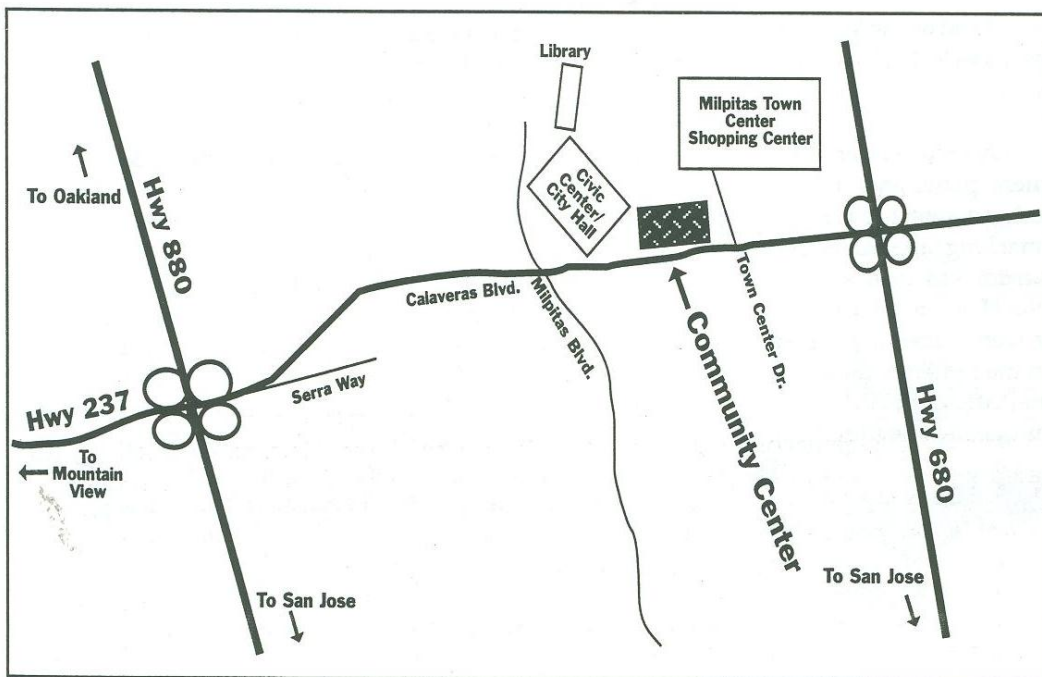 Library
Milpitas Town
Center
Shopping Center
Civic
Center/
City Hall
To Oakland
Hwy 880
Calaveras Blvd.
Milpitas Blvd.
Town Center Dr.
Community Center
Serra Way
Hwy 237
To
Mountain
View
Hwy 680
To San Jose
To San Jose